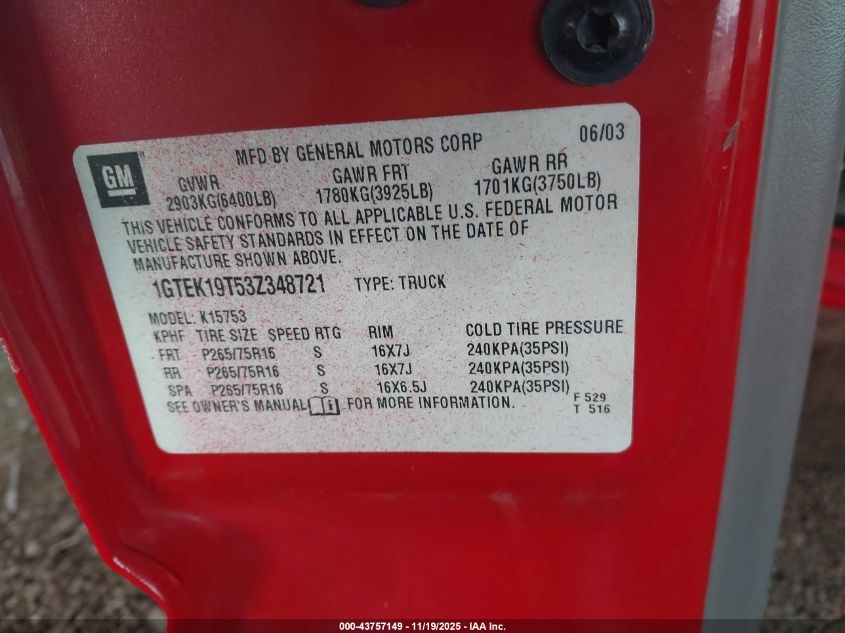 GM
MFD BY GENERAL MOTORS CORP 06/03
GVWR GAWR FRT GAWR RR
2903KG(6400LB) 1780KG(3925LB) 1701KG(3750LB)
THIS VEHICLE CONFORMS TO ALL APPLICABLE U.S. FEDERAL MOTOR
VEHICLE SAFETY STANDARDS IN EFFECT ON THE DATE OF
MANUFACTURE SHOWN ABOVE.
1GTEK19T53Z348721 TYPE: TRUCK
MODEL: K15753
KPHF TIRE SIZE SPEED RTG RIM COLD TIRE PRESSURE
FRT P265/75R16 S 16X7J 240KPA(35PSI)
RR P265/75R16 S 16X7J 240KPA(35PSI)
SPA P265/75R16 S 16X6.5J 240KPA(35PSI)
SEE OWNER'S MANUAL i FOR MORE INFORMATION.
F 529
T 516
000-43757149 - 11/19/2025 - IAA Inc.